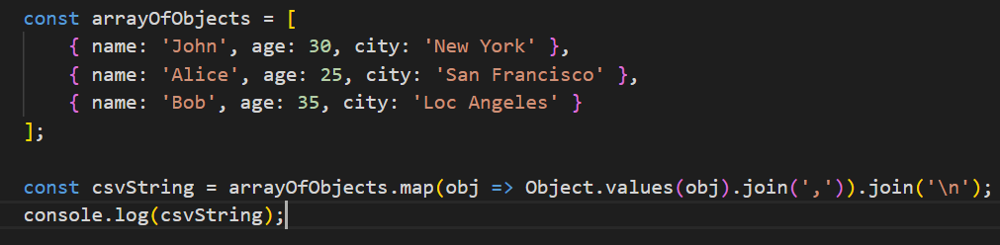 const arrayOfObjects = [
    { name: 'John', age: 30, city: 'New York' },
    { name: 'Alice', age: 25, city: 'San Francisco' },
    { name: 'Bob', age: 35, city: 'Loc Angeles' }
];

const csvString = arrayOfObjects.map(obj => Object.values(obj).join(',')).join('\n');
console.log(csvString);